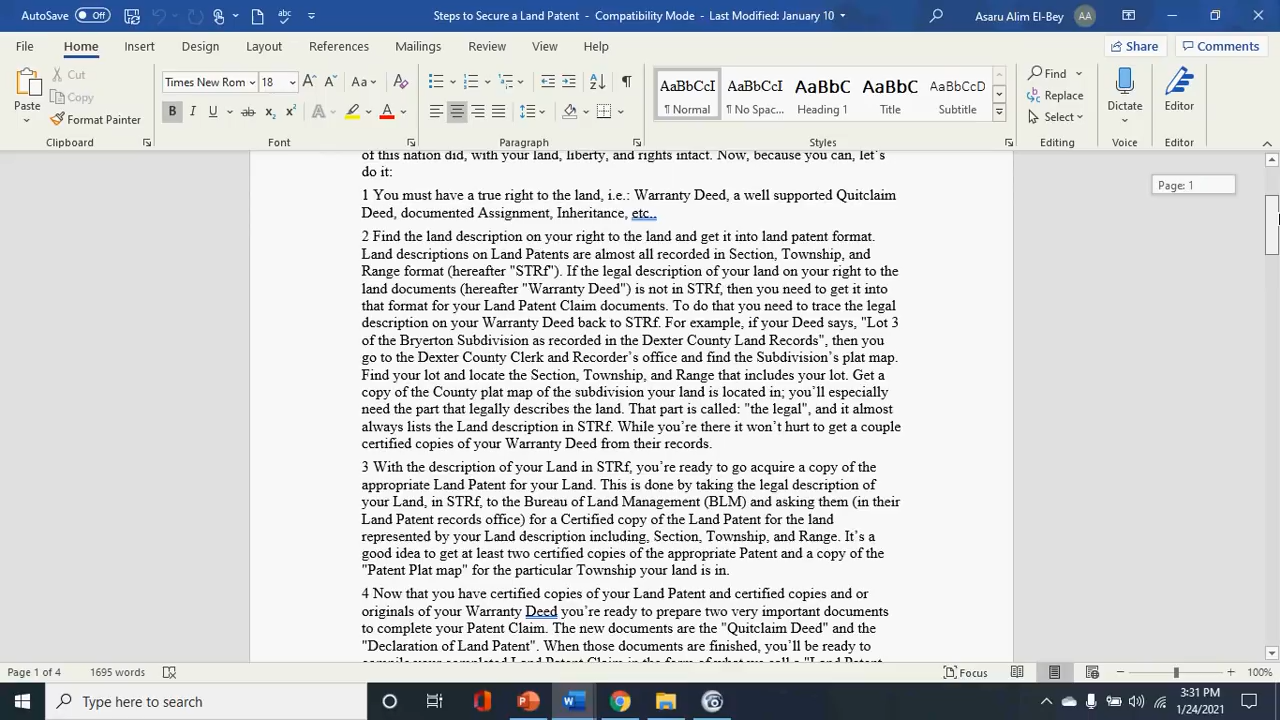 AutoSave Off Steps to Secure a Land Patent - Compatibility Mode - Last Modified: January 10 Asaru Alim El-Bey AA
File Home Insert Design Layout References Mailings Review View Help Share Comments
Paste
Cut
Copy
Format Painter
Clipboard
Times New Rom 18
Font
Paragraph
AaBbCcI AaBbCcI AaBbC AaBbC AaBbCcD
¶ Normal ¶ No Spac... Heading 1 Title Subtitle
Styles
Find
Replace
Select
Editing
Dictate
Voice
Editor
Editor
Page: 1
of this nation did, with your land, liberty, and rights intact. Now, because you can, let's
do it:
1 You must have a true right to the land, i.e.: Warranty Deed, a well supported Quitclaim
Deed, documented Assignment, Inheritance, etc..
2 Find the land description on your right to the land and get it into land patent format.
Land descriptions on Land Patents are almost all recorded in Section, Township, and
Range format (hereafter "STRf"). If the legal description of your land on your right to the
land documents (hereafter "Warranty Deed") is not in STRf, then you need to get it into
that format for your Land Patent Claim documents. To do that you need to trace the legal
description on your Warranty Deed back to STRf. For example, if your Deed says, "Lot 3
of the Bryerton Subdivision as recorded in the Dexter County Land Records", then you
go to the Dexter County Clerk and Recorder's office and find the Subdivision's plat map.
Find your lot and locate the Section, Township, and Range that includes your lot. Get a
copy of the County plat map of the subdivision your land is located in; you'll especially
need the part that legally describes the land. That part is called: "the legal", and it almost
always lists the Land description in STRf. While you're there it won't hurt to get a couple
certified copies of your Warranty Deed from their records.
3 With the description of your Land in STRf, you're ready to go acquire a copy of the
appropriate Land Patent for your Land. This is done by taking the legal description of
your Land, in STRf, to the Bureau of Land Management (BLM) and asking them (in their
Land Patent records office) for a Certified copy of the Land Patent for the land
represented by your Land description including, Section, Township, and Range. It's a
good idea to get at least two certified copies of the appropriate Patent and a copy of the
"Patent Plat map" for the particular Township your land is in.
4 Now that you have certified copies of your Land Patent and certified copies and or
originals of your Warranty Deed you're ready to prepare two very important documents
to complete your Patent Claim. The new documents are the "Quitclaim Deed" and the
"Declaration of Land Patent". When those documents are finished, you'll be ready to
compile your completed Land Patent Claim in the form of what we call a "Land Patent
Page 1 of 4 1695 words Focus 100%
Type here to search
3:31 PM
1/24/2021